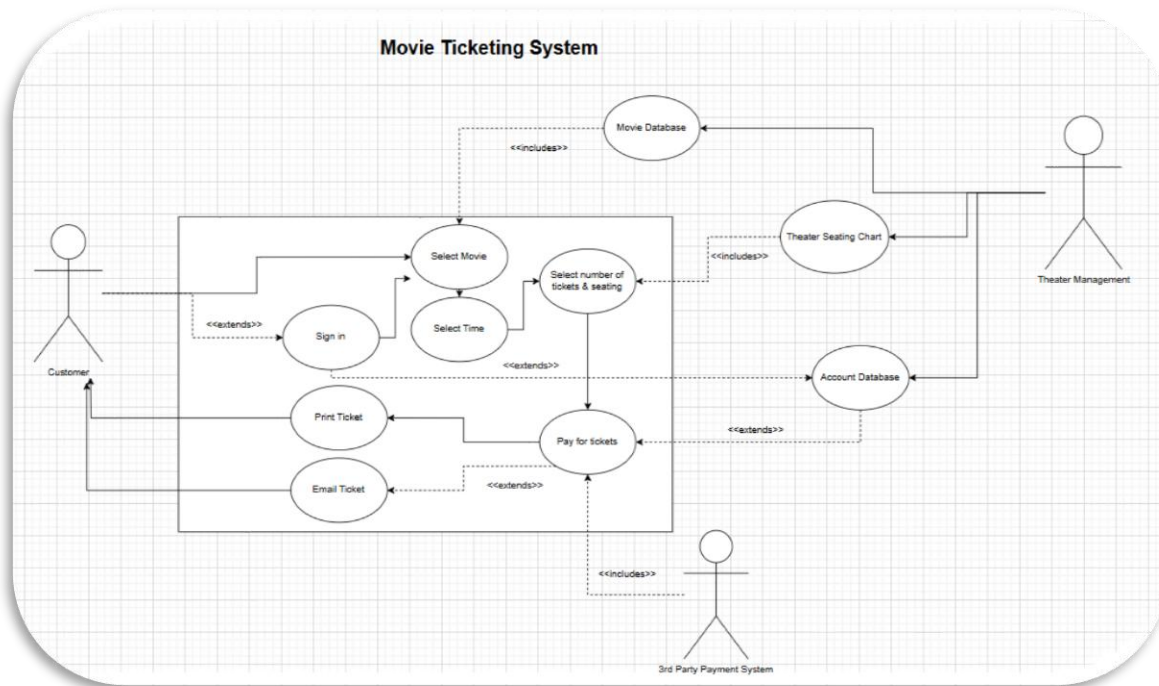 Movie Ticketing System
Movie Database
<<includes>>
Theater Seating Chart
Select Movie
<<includes>>
Select number of
tickets & seating
Theater Management
<<extends>>
Select Time
Sign in
<<extends>>
Customer
Account Database
Print Ticket
<<extends>>
Pay for tickets
Email Ticket
<<extends>>
<<includes>>
3rd Party Payment System